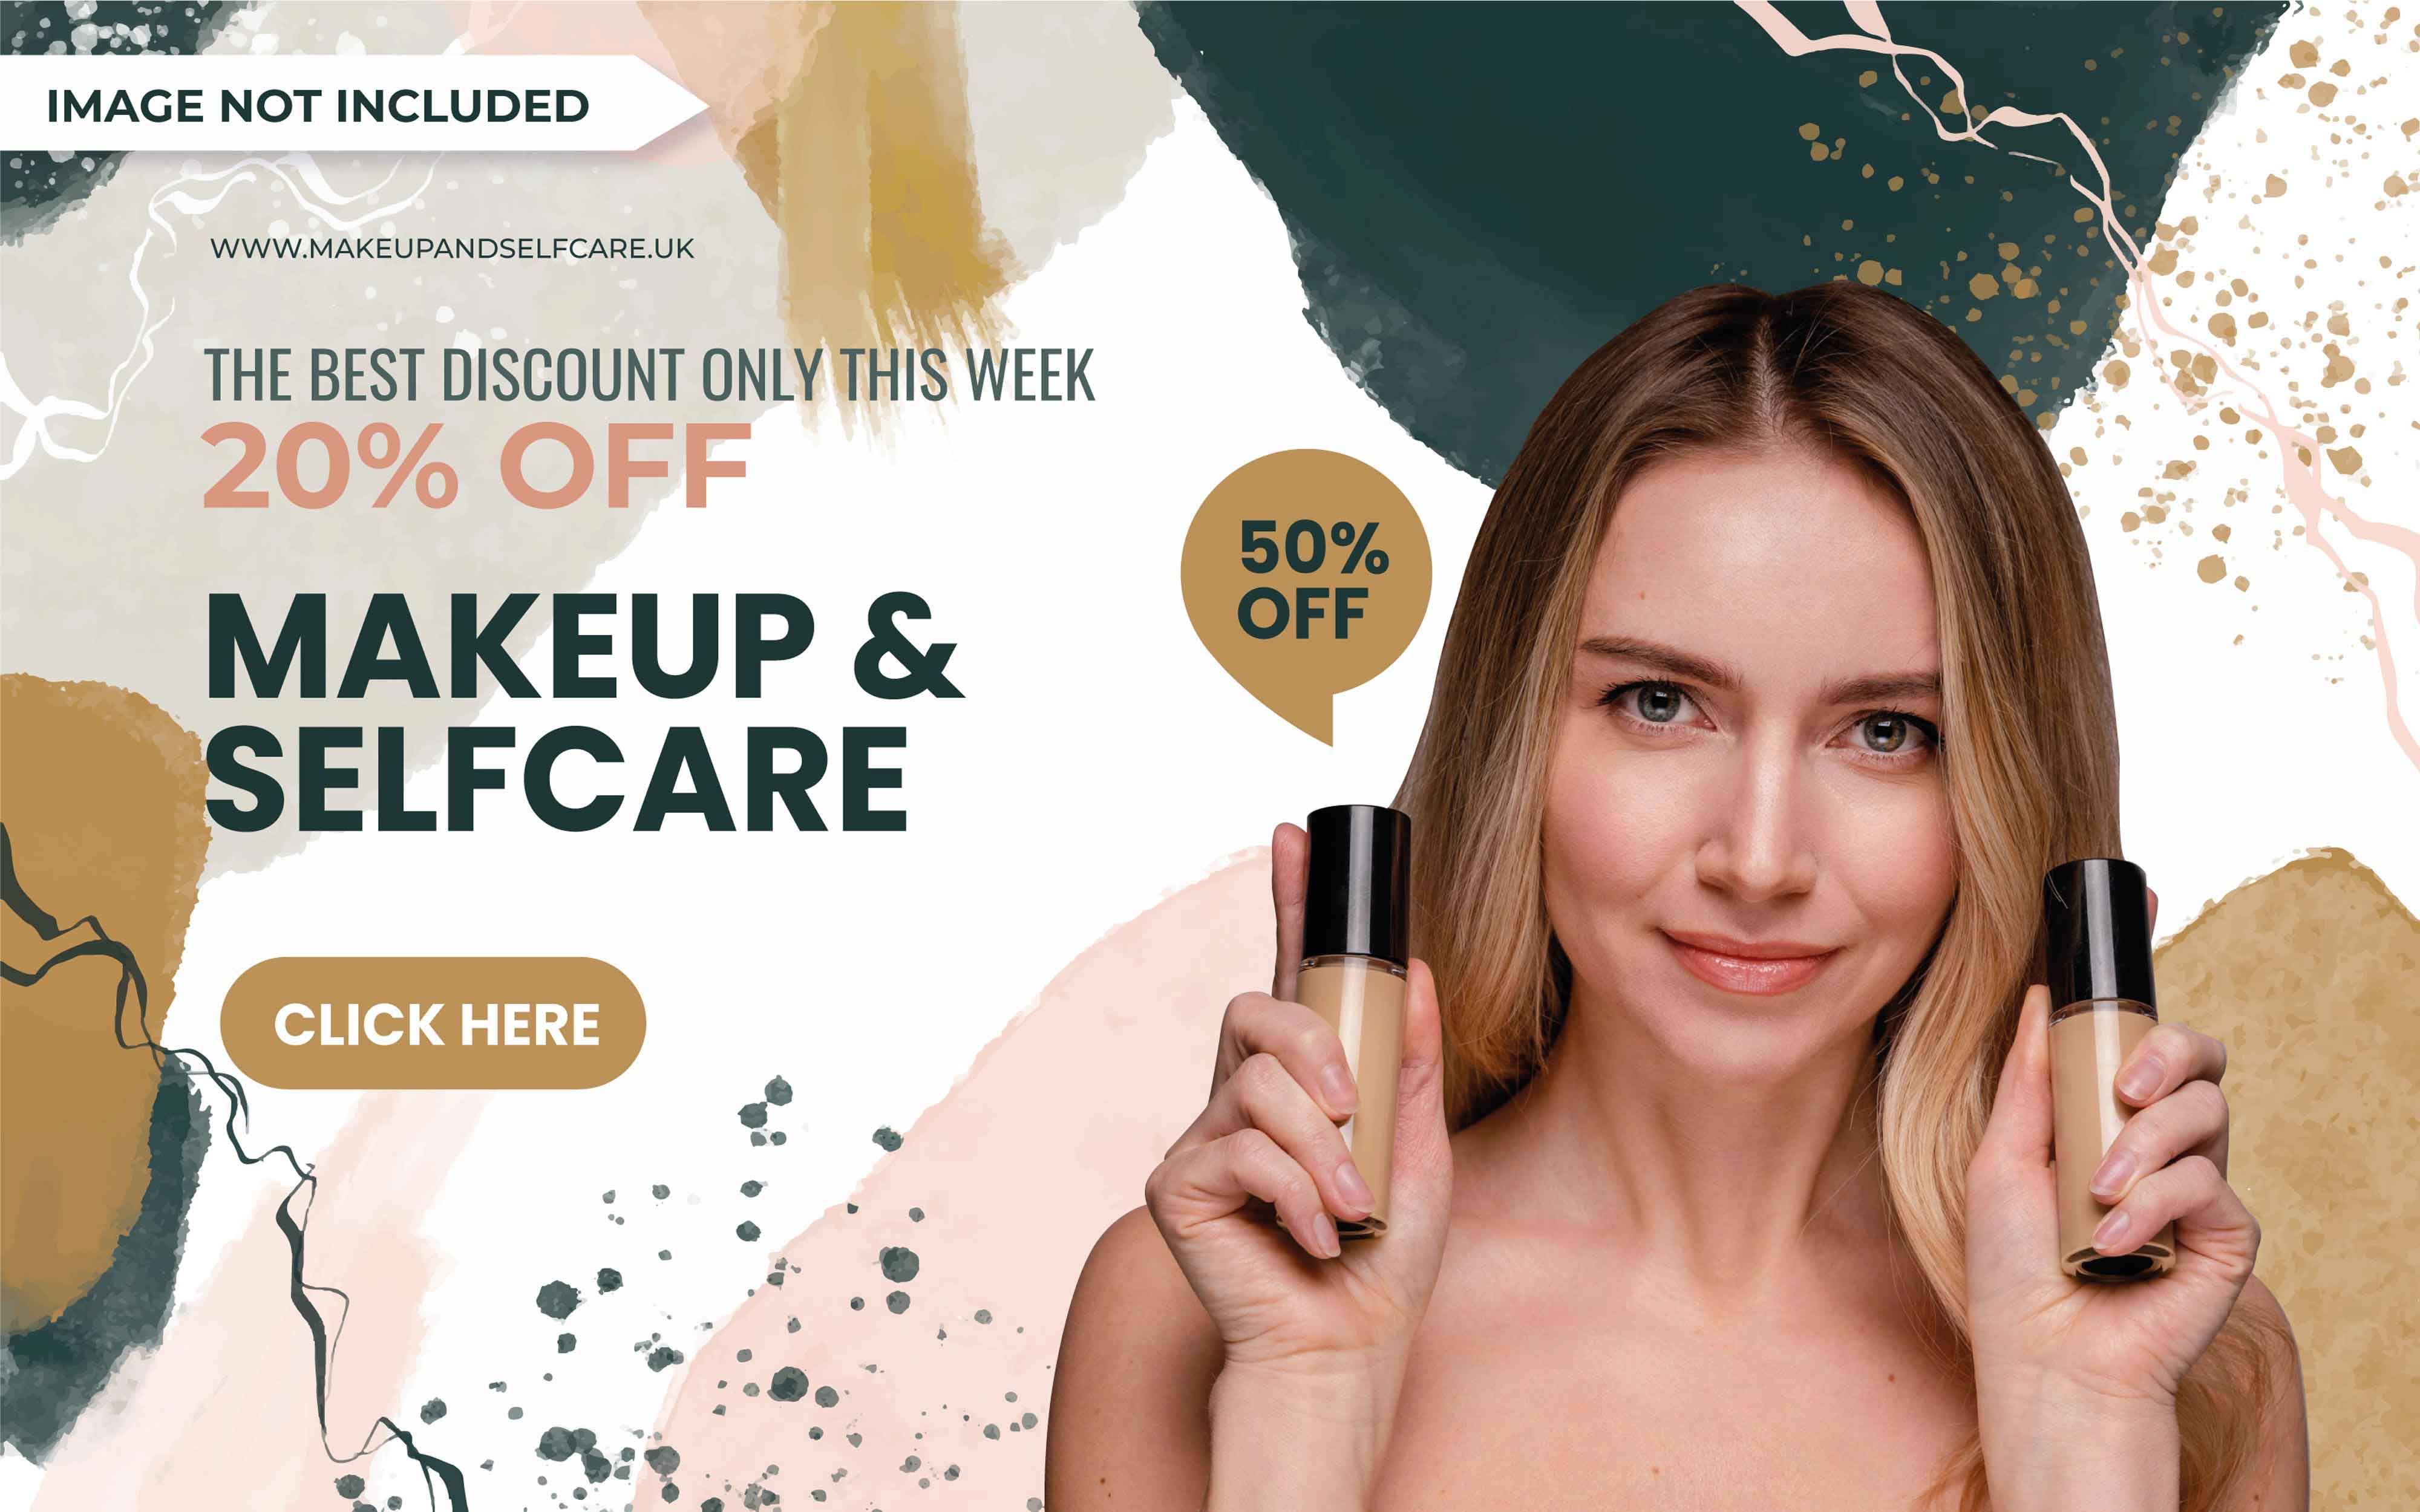 IMAGE NOT INCLUDED
WWW.MAKEUPANDSELFCARE.UK
THE BEST DISCOUNT ONLY THIS WEEK
20% OFF
MAKEUP &
SELFCARE
50%
OFF
CLICK HERE